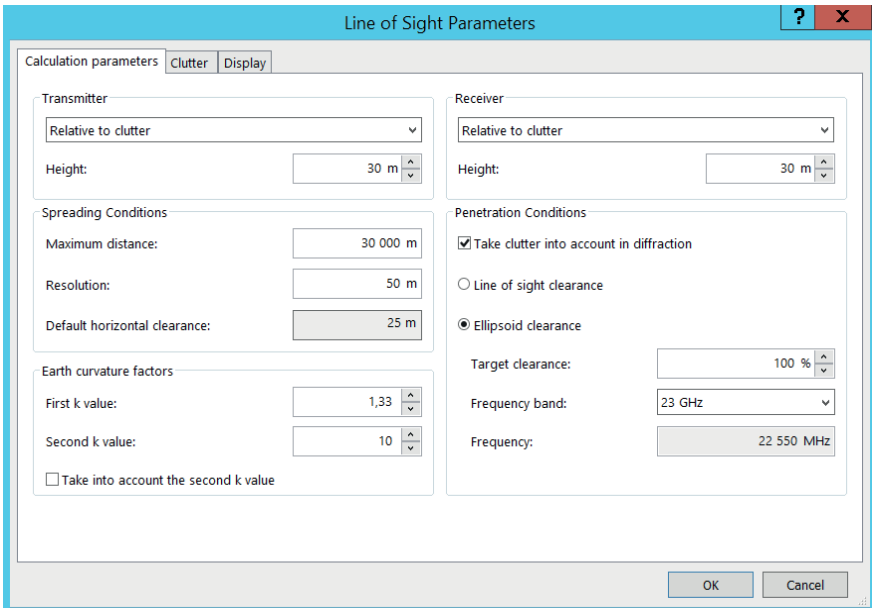 Line of Sight Parameters
?
X
Calculation parameters
Clutter
Display
Transmitter
Relative to clutter
Height:
30 m
Receiver
Relative to clutter
Height:
30 m
Spreading Conditions
Maximum distance:
30 000 m
Resolution:
50 m
Default horizontal clearance:
25 m
Earth curvature factors
First k value:
1,33
Second k value:
10
Take into account the second k value
Penetration Conditions
Take clutter into account in diffraction
Line of sight clearance
Ellipsoid clearance
Target clearance:
100 %
Frequency band:
23 GHz
Frequency:
22 550 MHz
OK
Cancel